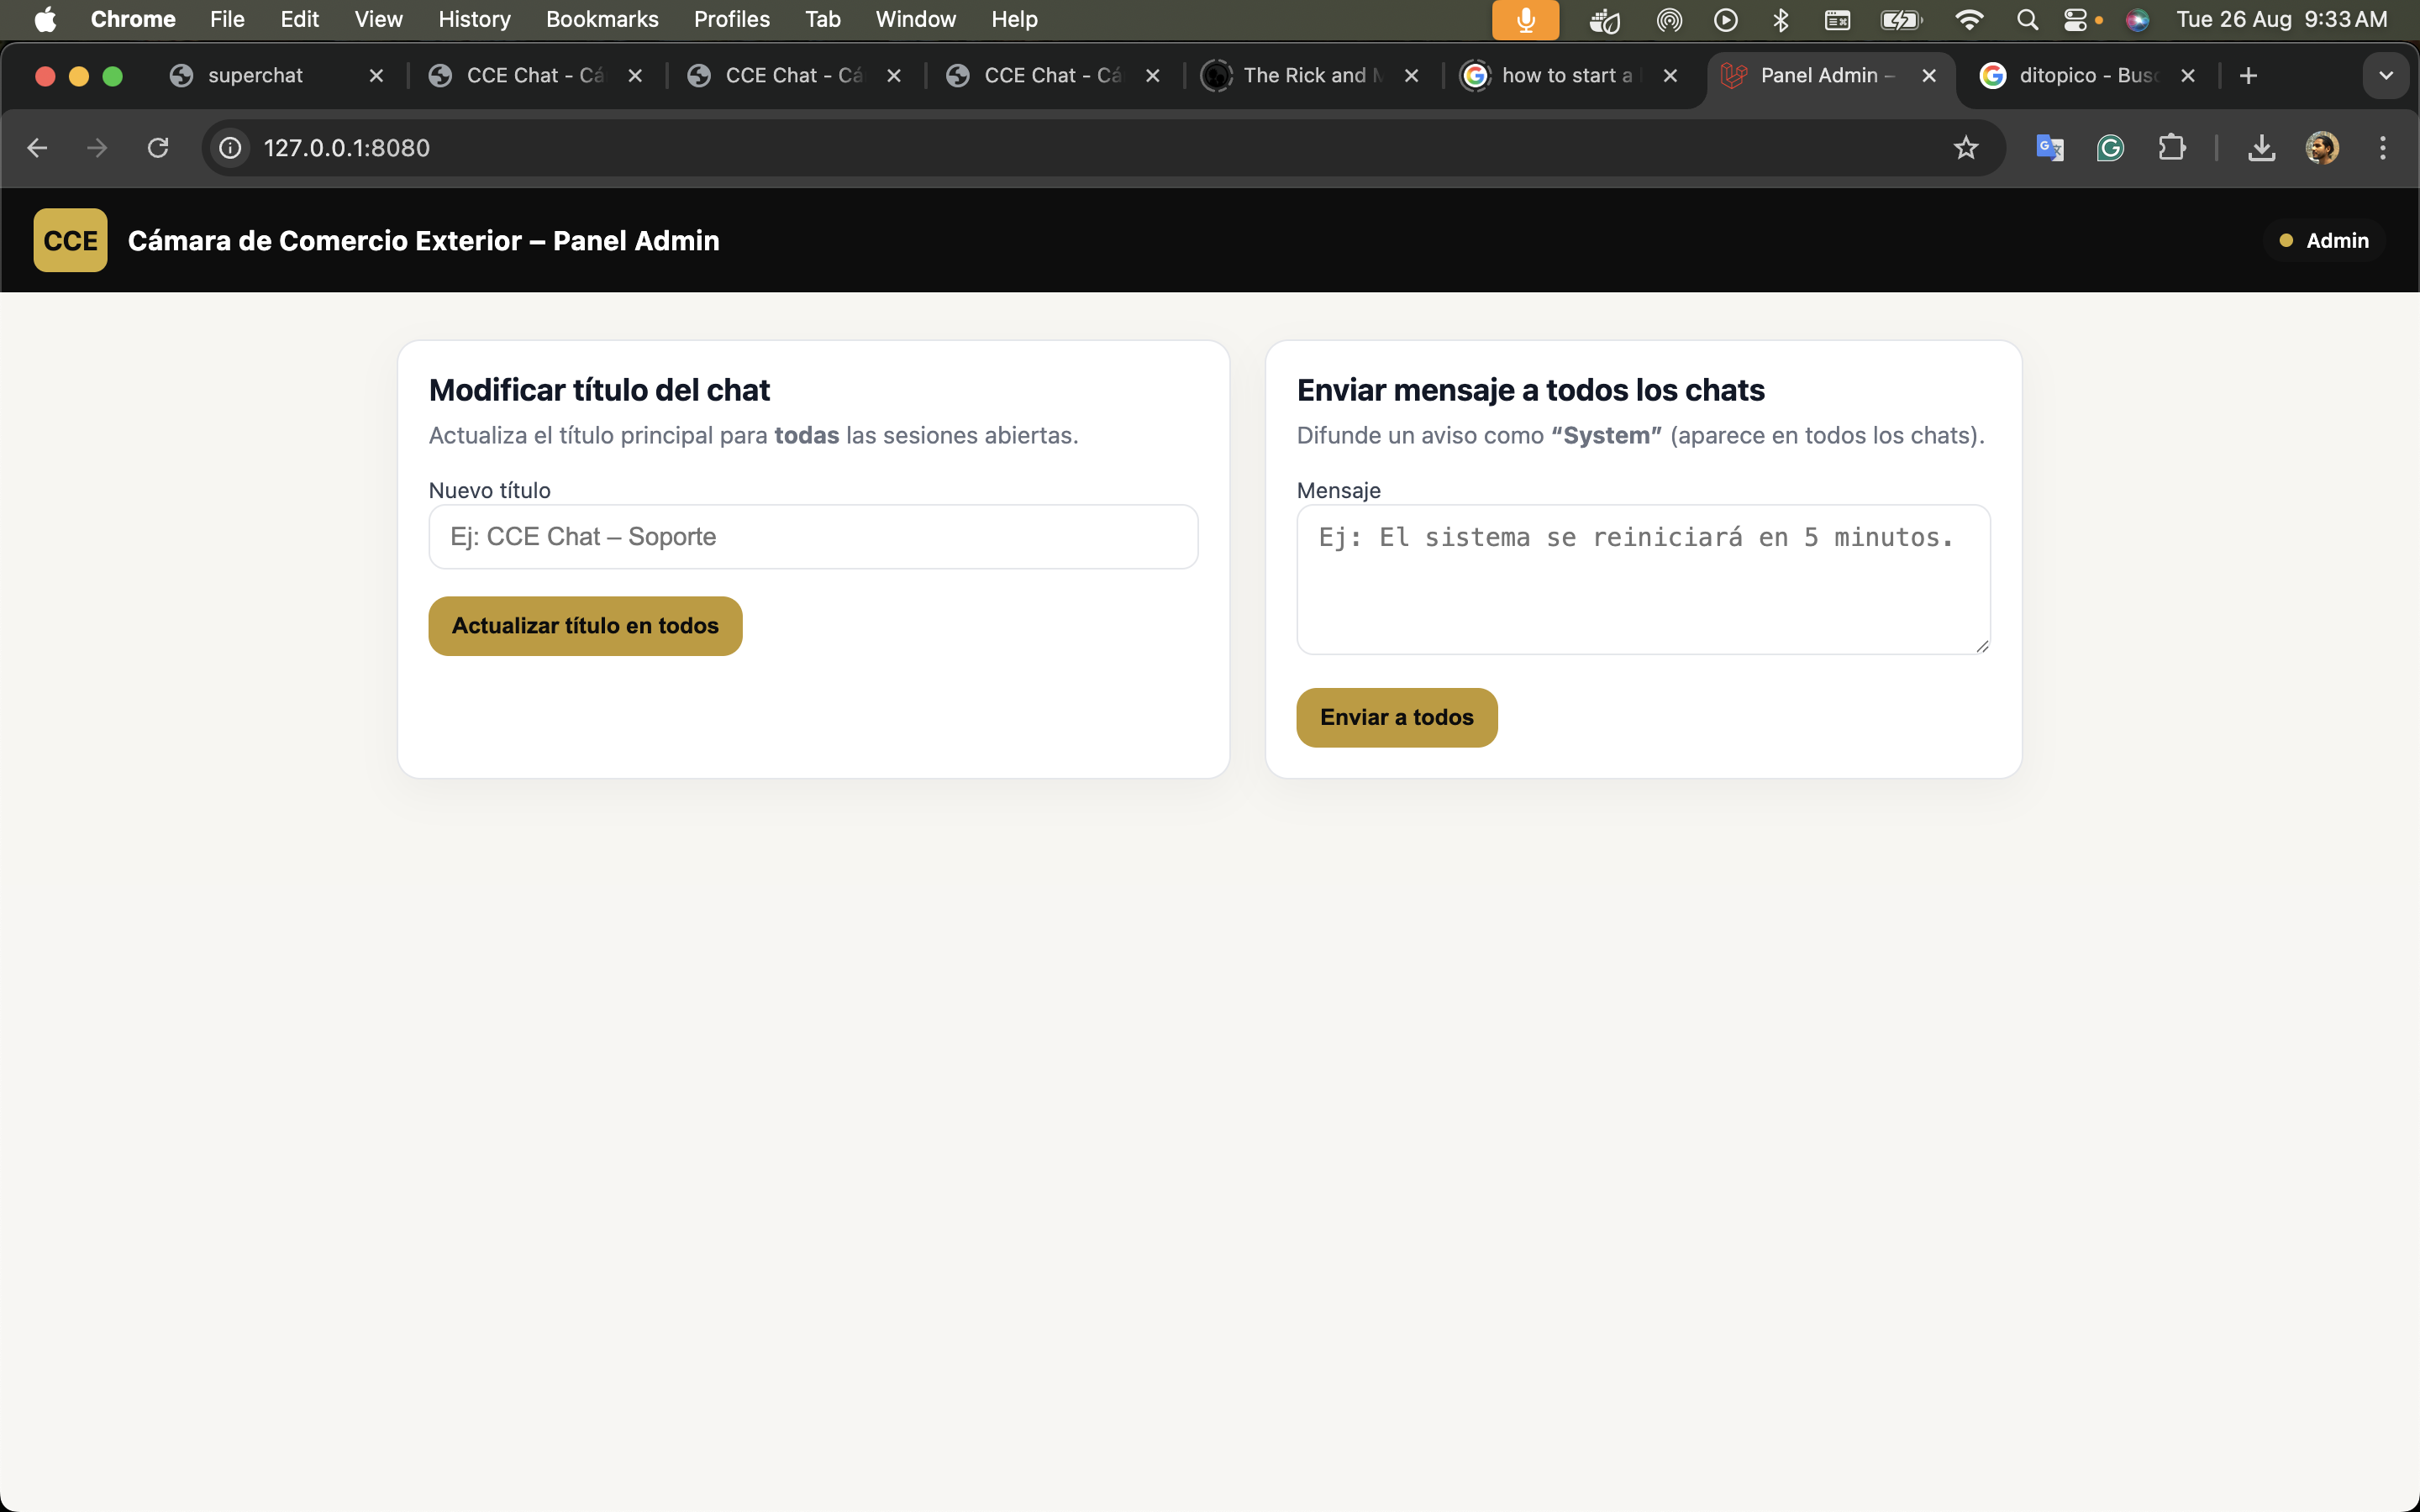 Chrome File Edit View History Bookmarks Profiles Tab Window Help Tue 26 Aug 9:33 AM
superchat CCE Chat - Cá CCE Chat - Cá CCE Chat - Cá The Rick and M how to start a Panel Admin – ditopico - Busc
127.0.0.1:8080
CCE Cámara de Comercio Exterior – Panel Admin Admin
Modificar título del chat
Actualiza el título principal para todas las sesiones abiertas.
Nuevo título
Ej: CCE Chat – Soporte
Actualizar título en todos
Enviar mensaje a todos los chats
Difunde un aviso como “System” (aparece en todos los chats).
Mensaje
Ej: El sistema se reiniciará en 5 minutos.
Enviar a todos